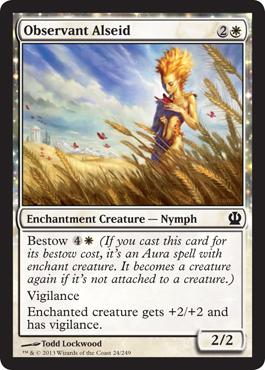 Observant Alseid 2
Enchantment Creature — Nymph
Bestow 4 (If you cast this card for
its bestow cost, it's an Aura spell with
enchant creature. It becomes a creature
again if it's not attached to a creature.)
Vigilance
Enchanted creature gets +2/+2 and
has vigilance.
2/2
Todd Lockwood
™ & © 2013 Wizards of the Coast 24/249